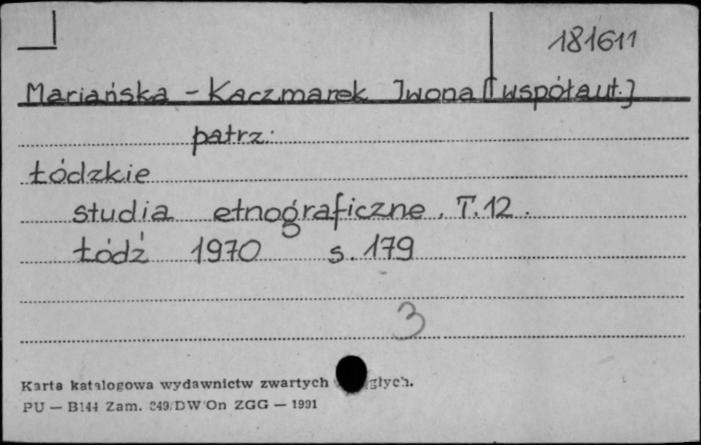 181611
Mariańska - Kaczmarek Iwona [współaut.]
patrz:
Łódzkie
studia etnograficzne. T.12.
Łódź 1970 s. 179
3
Karta katalogowa wydawnictw zwartych
PU — B144 Zam. 849/DW/On ZGG — 1991